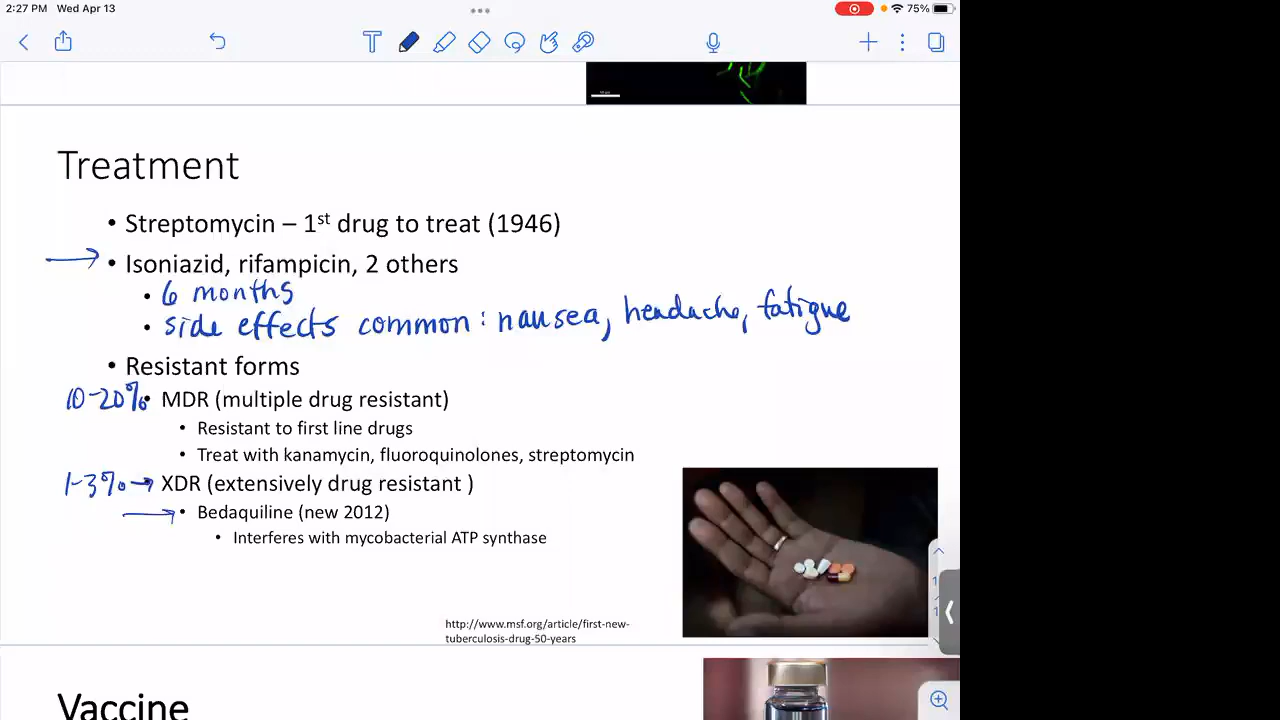 2:27 PM Wed Apr 13
75%
Treatment
• Streptomycin – 1st drug to treat (1946)
• Isoniazid, rifampicin, 2 others
• 6 months
• side effects common: nausea, headache, fatigue
• Resistant forms
10-20% • MDR (multiple drug resistant)
• Resistant to first line drugs
• Treat with kanamycin, fluoroquinolones, streptomycin
1-3% → XDR (extensively drug resistant )
• Bedaquiline (new 2012)
• Interferes with mycobacterial ATP synthase
http://www.msf.org/article/first-new-
tuberculosis-drug-50-years
Vaccine